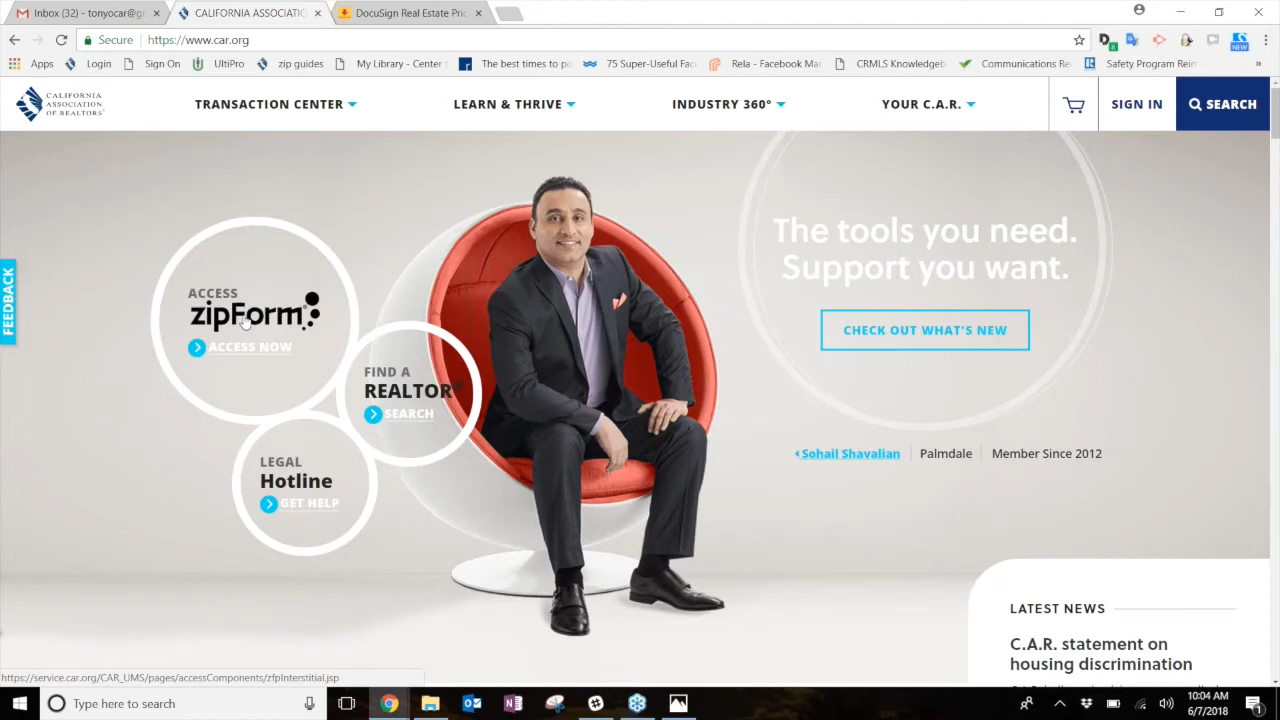 Inbox (32) - tonyocar@g
CALIFORNIA ASSOCIATIO
DocuSign Real Estate Pric
Secure https://www.car.org
Apps Login Sign On UltiPro zip guides My Library - Center The best times to po 75 Super-Useful Fac Rela - Facebook Mar CRMLS Knowledgeb Communications Re Safety Program Reim
NEW
CALIFORNIA
ASSOCIATION
OF REALTORS®
TRANSACTION CENTER LEARN & THRIVE INDUSTRY 360° YOUR C.A.R. SIGN IN SEARCH
FEEDBACK
ACCESS
zipForm®
ACCESS NOW
FIND A
REALTOR®
SEARCH
LEGAL
Hotline
GET HELP
The tools you need.
Support you want.
CHECK OUT WHAT'S NEW
Sohail Shavalian Palmdale Member Since 2012
LATEST NEWS
C.A.R. statement on
housing discrimination
https://service.car.org/CAR_UMS/pages/accessComponents/zfpInterstitial.jsp
Type here to search
10:04 AM
6/7/2018